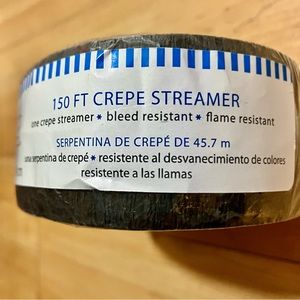 150 FT CREPE STREAMER
one crepe streamer * bleed resistant * flame resistant
SERPENTINA DE CREPÉ DE 45.7 m
una serpentina de crepé * resistente al desvanecimiento de colores
resistente a las llamas